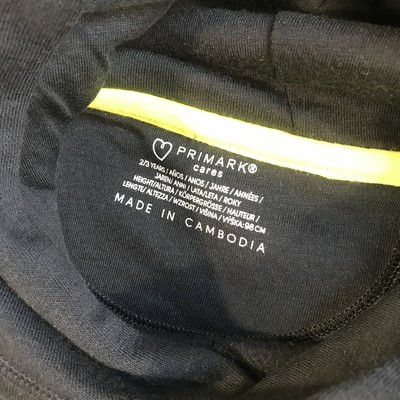 PRIMARK®
cares
2/3 YEARS / AÑOS / ANOS / JAHRE / ANNÉES /
JAREN / ANNI / LATA / LETA / ROKY
HEIGHT / ALTURA / KÖRPERGRÖSSE / HAUTEUR /
LENGTE / ALTEZZA / WZROST / VIŠINA / VÝŠKA: 98 CM
MADE IN CAMBODIA